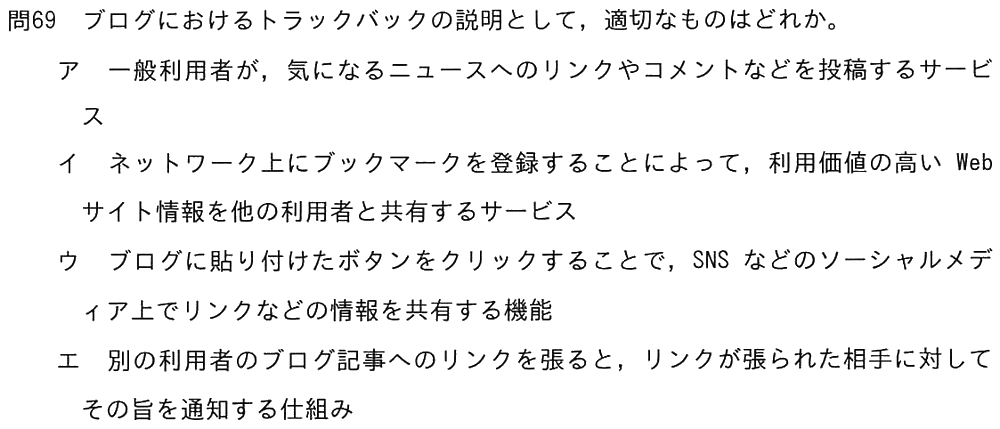 問69　ブログにおけるトラックバックの説明として，適切なものはどれか。
ア　一般利用者が，気になるニュースへのリンクやコメントなどを投稿するサービ
ス
イ　ネットワーク上にブックマークを登録することによって，利用価値の高い Web
サイト情報を他の利用者と共有するサービス
ウ　ブログに貼り付けたボタンをクリックすることで，SNS などのソーシャルメデ
ィア上でリンクなどの情報を共有する機能
エ　別の利用者のブログ記事へのリンクを張ると，リンクが張られた相手に対して
その旨を通知する仕組み